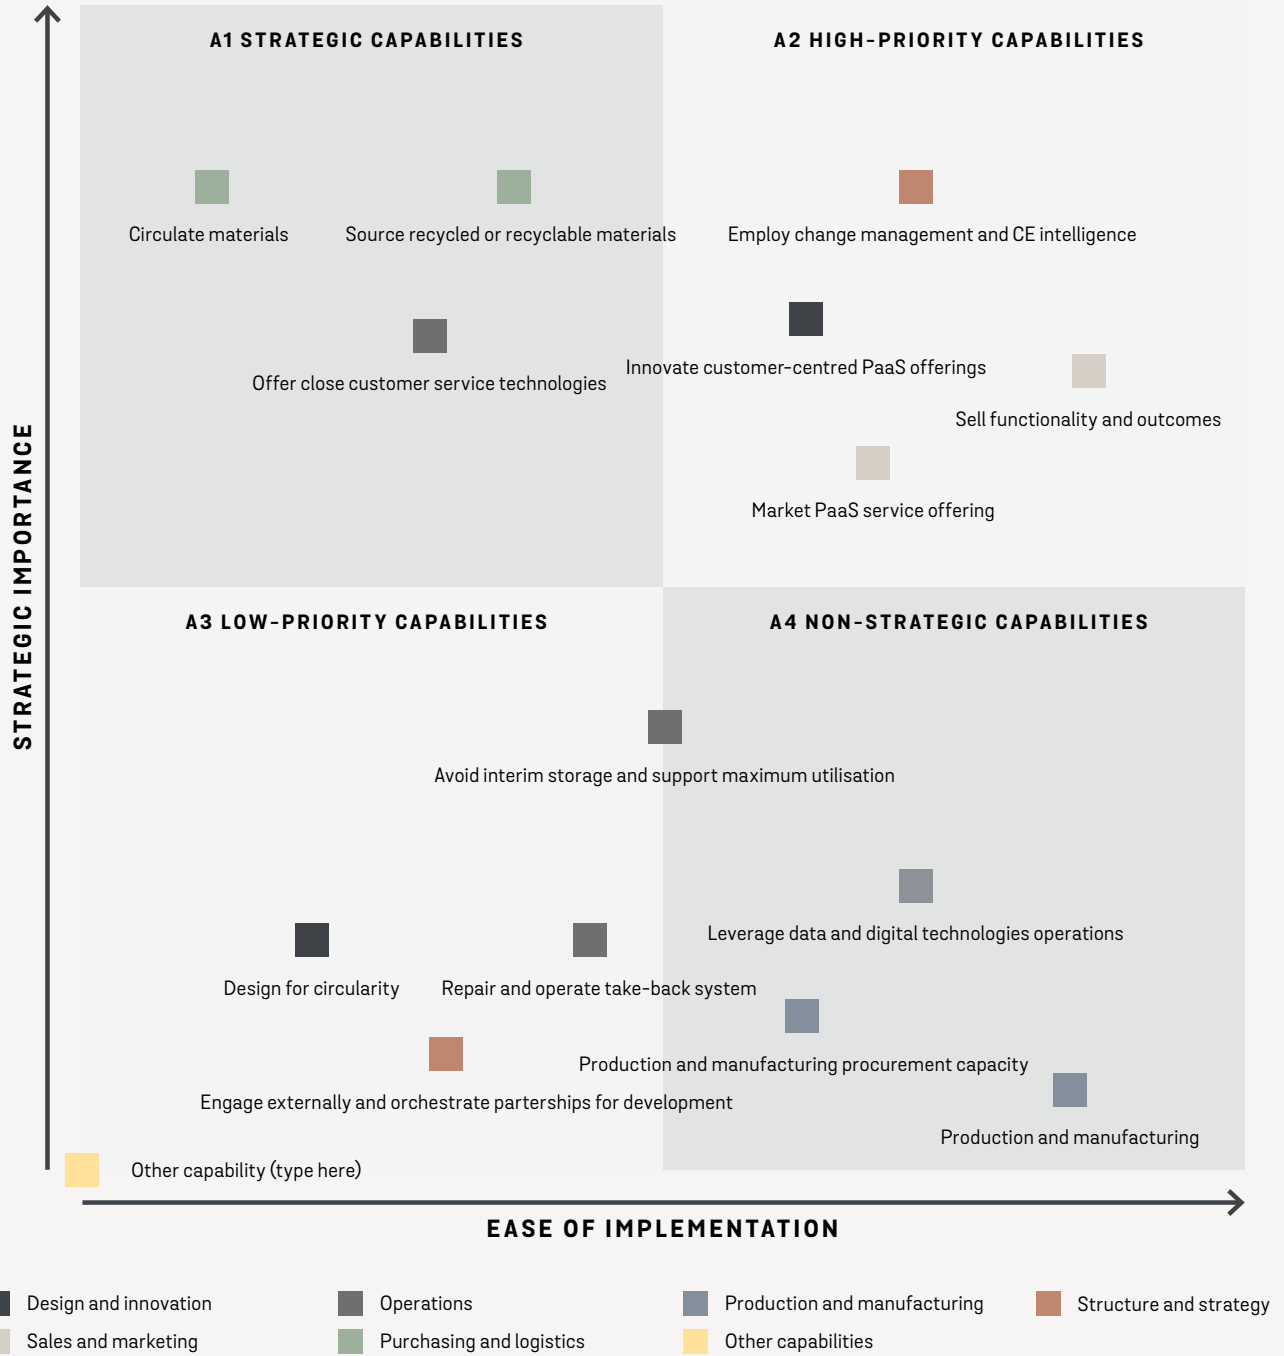 A1 STRATEGIC CAPABILITIES
A2 HIGH-PRIORITY CAPABILITIES
Circulate materials
Source recycled or recyclable materials
Employ change management and CE intelligence
Innovate customer-centred PaaS offerings
Offer close customer service technologies
Sell functionality and outcomes
Market PaaS service offering
STRATEGIC IMPORTANCE
A3 LOW-PRIORITY CAPABILITIES
A4 NON-STRATEGIC CAPABILITIES
Avoid interim storage and support maximum utilisation
Leverage data and digital technologies operations
Design for circularity
Repair and operate take-back system
Production and manufacturing procurement capacity
Engage externally and orchestrate parterships for development
Production and manufacturing
Other capability (type here)
EASE OF IMPLEMENTATION
Design and innovation
Operations
Production and manufacturing
Structure and strategy
Sales and marketing
Purchasing and logistics
Other capabilities